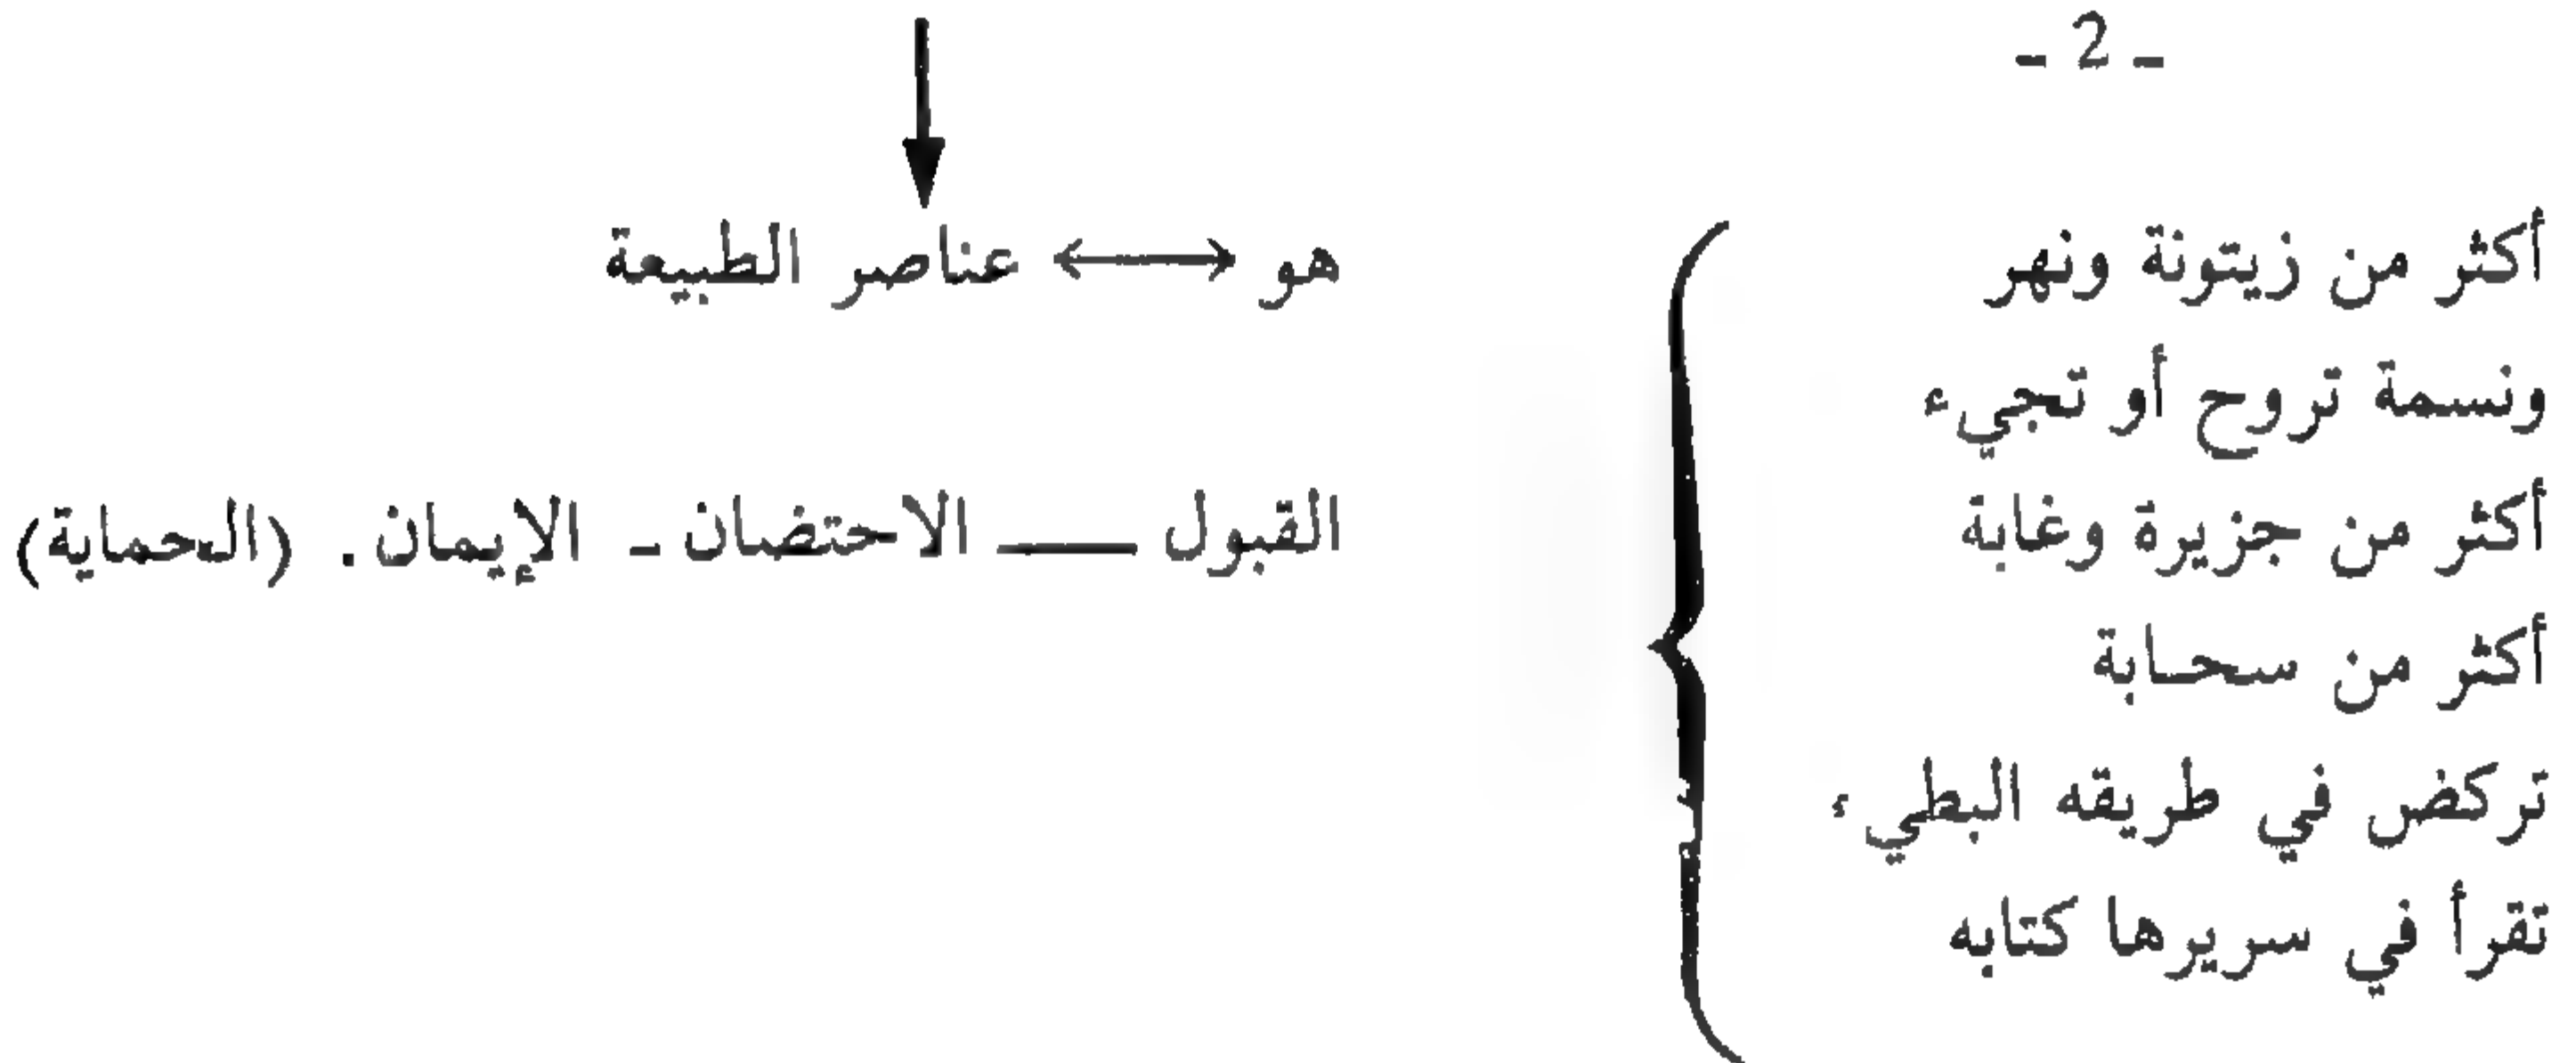 - 2 -
أكثر من زيتونة ونهر
ونسمة تروح أو تجيء
أكثر من جزيرة وغابة
أكثر من سحابة
تركض في طريقه البطيء
تقرأ في سريرها كتابه
هو ⟷ عناصر الطبيعة
القبول — الاحتضان - الإيمان. (الحماية)